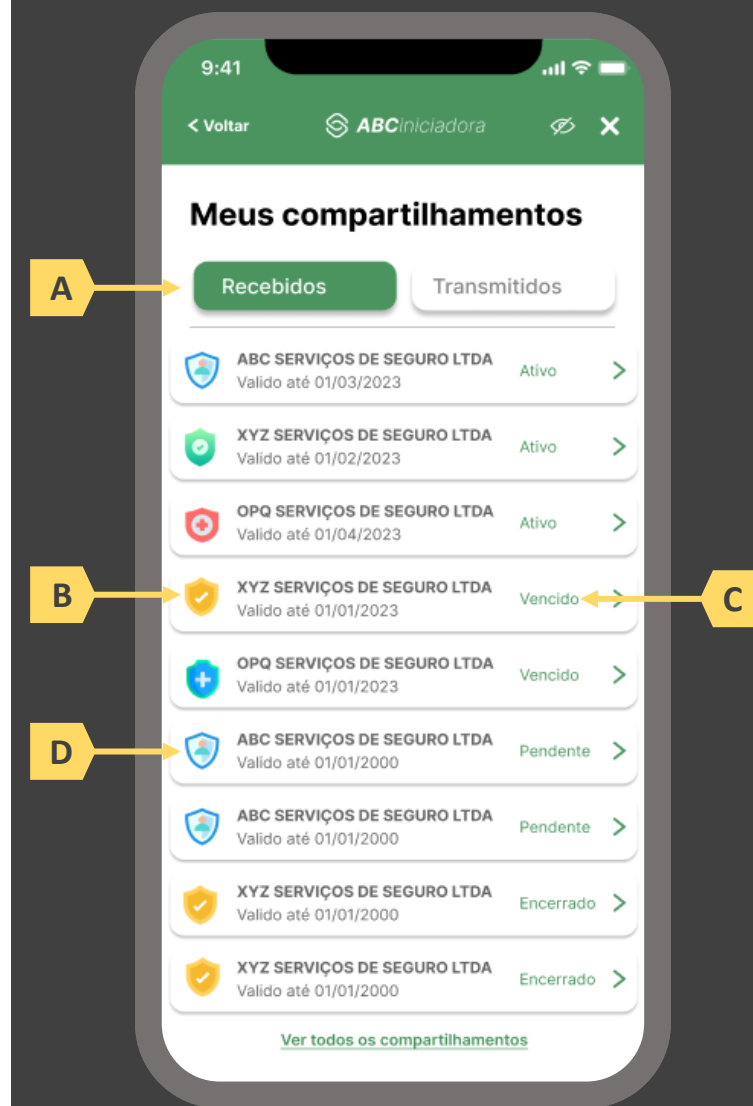 9:41
< Voltar
ABCIniciadora
Meus compartilhamentos
A
Recebidos
Transmitidos
ABC SERVIÇOS DE SEGURO LTDA
Valido até 01/03/2023
Ativo
XYZ SERVIÇOS DE SEGURO LTDA
Valido até 01/02/2023
Ativo
OPQ SERVIÇOS DE SEGURO LTDA
Valido até 01/04/2023
Ativo
B
XYZ SERVIÇOS DE SEGURO LTDA
Valido até 01/01/2023
Vencido
C
OPQ SERVIÇOS DE SEGURO LTDA
Valido até 01/01/2023
Vencido
D
ABC SERVIÇOS DE SEGURO LTDA
Valido até 01/01/2000
Pendente
ABC SERVIÇOS DE SEGURO LTDA
Valido até 01/01/2000
Pendente
XYZ SERVIÇOS DE SEGURO LTDA
Valido até 01/01/2000
Encerrado
XYZ SERVIÇOS DE SEGURO LTDA
Valido até 01/01/2000
Encerrado
Ver todos os compartilhamentos